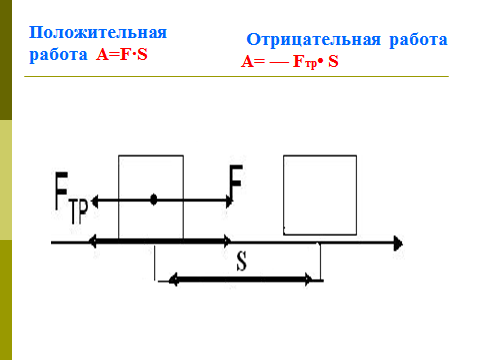 Положительная
работа A=F·S
Отрицательная работа
A= — Fтр• S
FТР
F
S